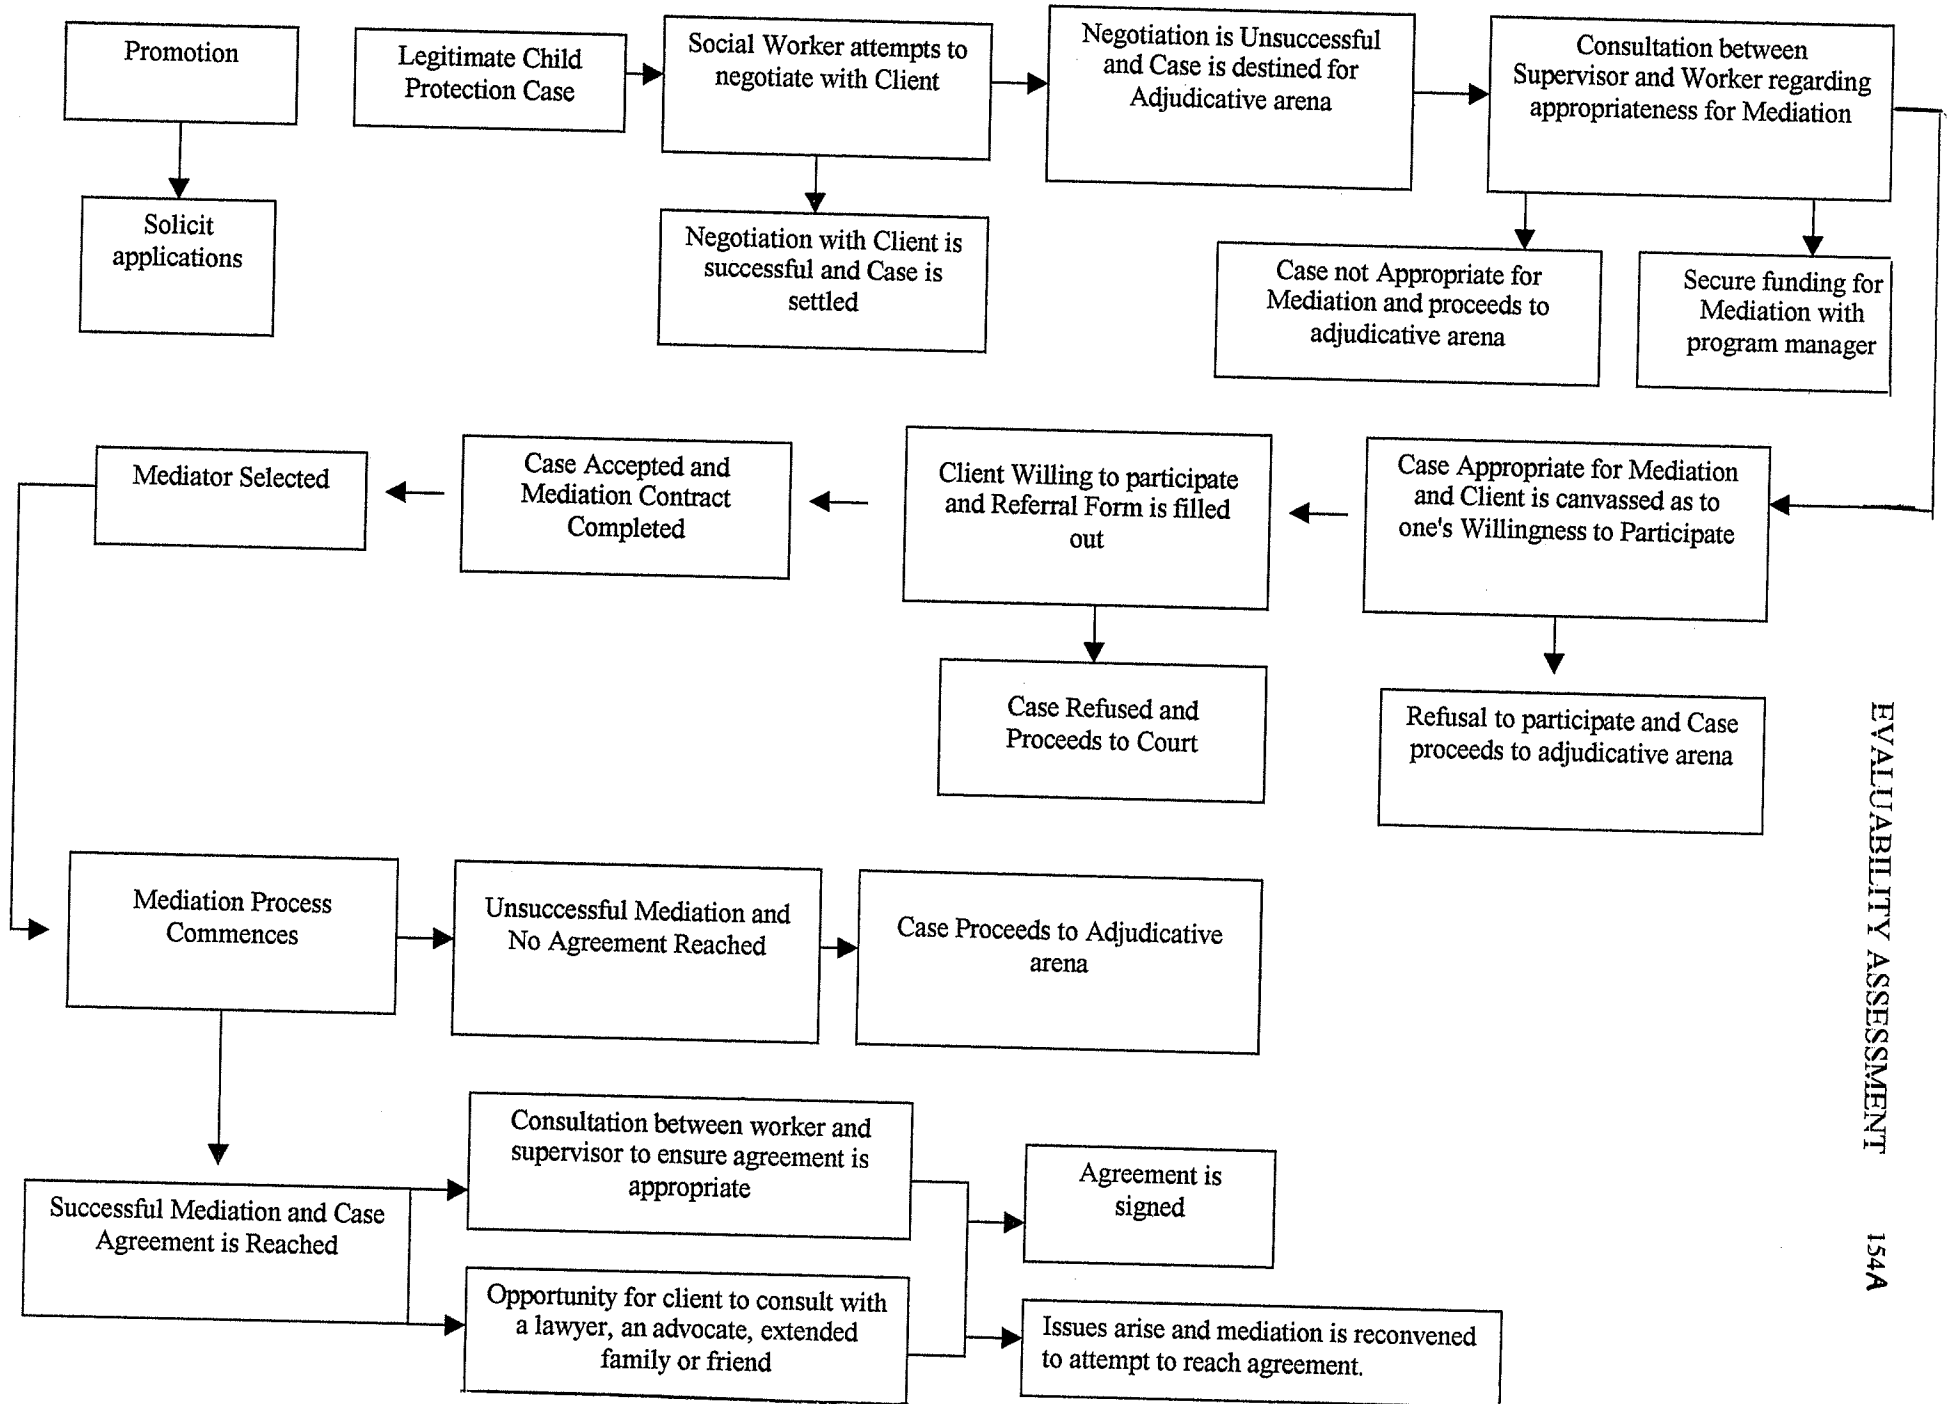 Promotion
Legitimate Child
Protection Case
Social Worker attempts to
negotiate with Client
Negotiation is Unsuccessful
and Case is destined for
Adjudicative arena
Consultation between
Supervisor and Worker regarding
appropriateness for Mediation
Solicit
applications
Negotiation with Client is
successful and Case is
settled
Case not Appropriate for
Mediation and proceeds to
adjudicative arena
Secure funding for
Mediation with
program manager
Mediator Selected
Case Accepted and
Mediation Contract
Completed
Client Willing to participate
and Referral Form is filled
out
Case Appropriate for Mediation
and Client is canvassed as to
one's Willingness to Participate
Case Refused and
Proceeds to Court
Refusal to participate and Case
proceeds to adjudicative arena
Mediation Process
Commences
Unsuccessful Mediation and
No Agreement Reached
Case Proceeds to Adjudicative
arena
Successful Mediation and Case
Agreement is Reached
Consultation between worker and
supervisor to ensure agreement is
appropriate
Opportunity for client to consult with
a lawyer, an advocate, extended
family or friend
Agreement is
signed
Issues arise and mediation is reconvened
to attempt to reach agreement.
EVALUABILITY ASSESSMENT 154A